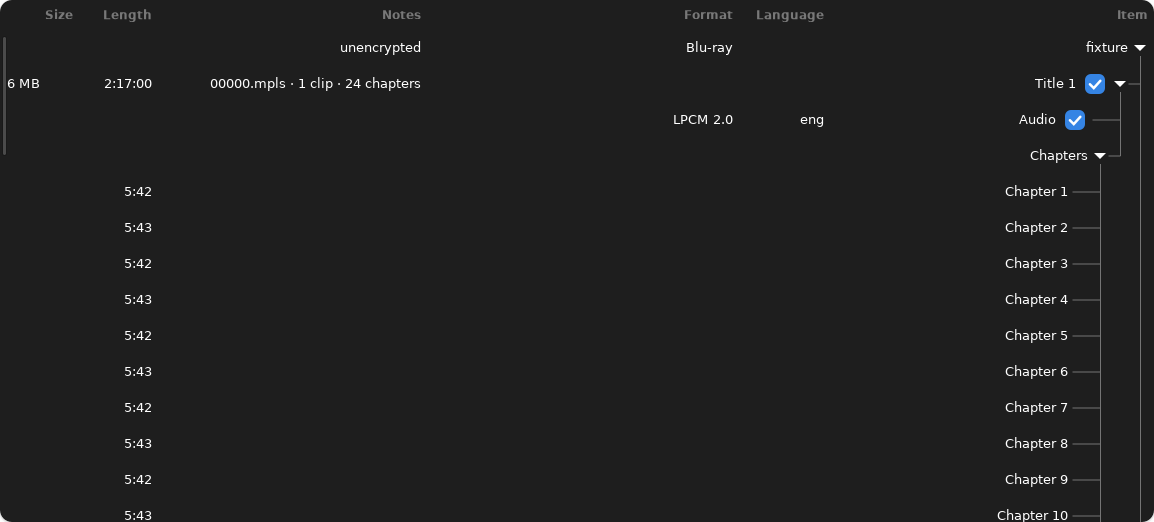 Size Length Notes Format Language Item
unencrypted Blu-ray fixture
6 MB 2:17:00 00000.mpls · 1 clip · 24 chapters Title 1
LPCM 2.0 eng Audio
Chapters
5:42 Chapter 1
5:43 Chapter 2
5:42 Chapter 3
5:43 Chapter 4
5:42 Chapter 5
5:43 Chapter 6
5:42 Chapter 7
5:43 Chapter 8
5:42 Chapter 9
5:43 Chapter 10